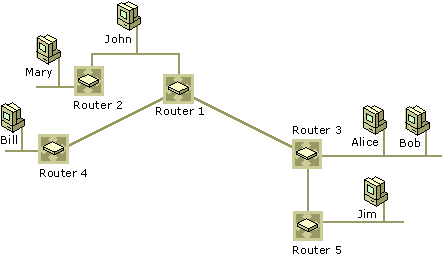 John
Mary
Router 2
Router 1
Bill
Router 4
Router 3
Alice
Bob
Jim
Router 5